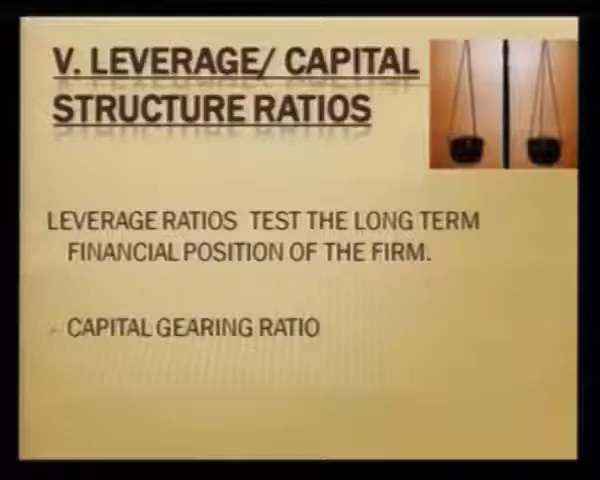 V. LEVERAGE/ CAPITAL
STRUCTURE RATIOS
LEVERAGE RATIOS TEST THE LONG TERM
FINANCIAL POSITION OF THE FIRM.
CAPITAL GEARING RATIO